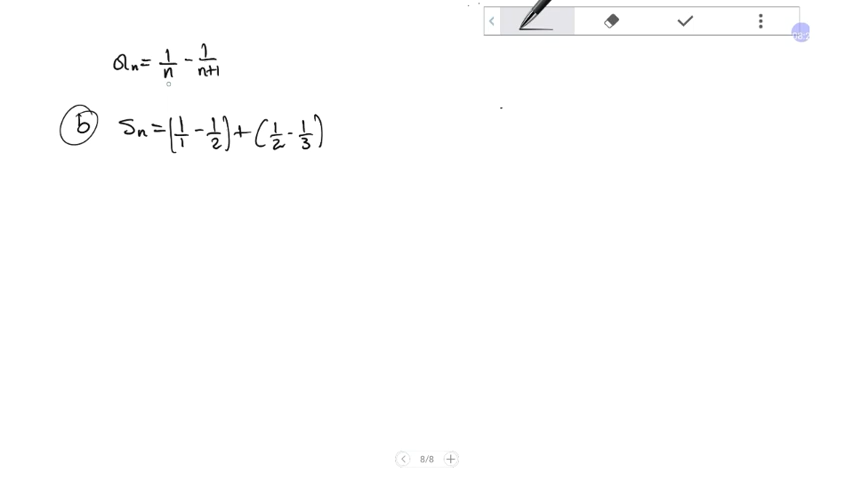 an = 1/n - 1/(n+1)
b Sn = (1/1 - 1/2) + (1/2 - 1/3)
8/8